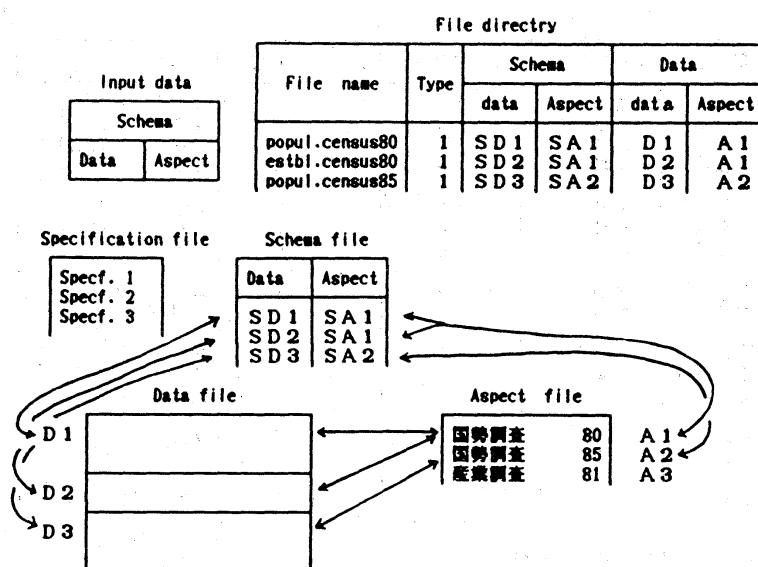 File directry
Input data
Schema
Data Aspect
File name Type Schema Data
data Aspect data Aspect
popul.census80 1 SD1 SA1 D1 A1
estbl.census80 1 SD2 SA1 D2 A1
popul.census85 1 SD3 SA2 D3 A2
Specification file
Specf. 1
Specf. 2
Specf. 3
Schema file
Data Aspect
SD1 SA1
SD2 SA1
SD3 SA2
Data file
D1
D2
D3
Aspect file
国勢調査 80 A1
国勢調査 85 A2
産業調査 81 A3